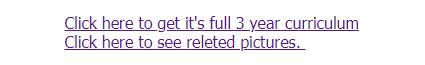 Click here to get it's full 3 year curriculum
Click here to see releted pictures.